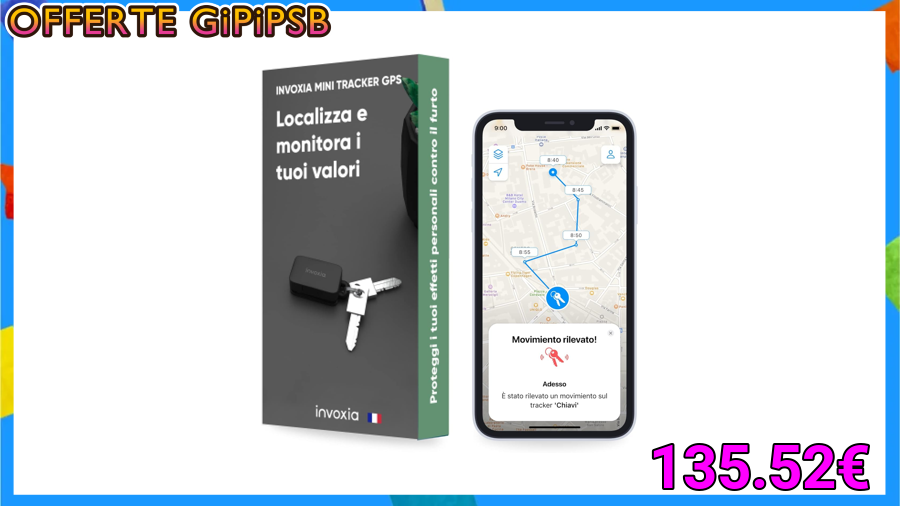 OFFERTE GiPiPSB
INVOXIA MINI TRACKER GPS
Localizza e
monitora i
tuoi valori
invoxia
Proteggi i tuoi effetti personali contro il furto
9:00
8:40
8:45
8:50
8:55
Movimiento rilevato!
Adesso
È stato rilevato un movimiento sul
tracker 'Chiavi'
135.52€